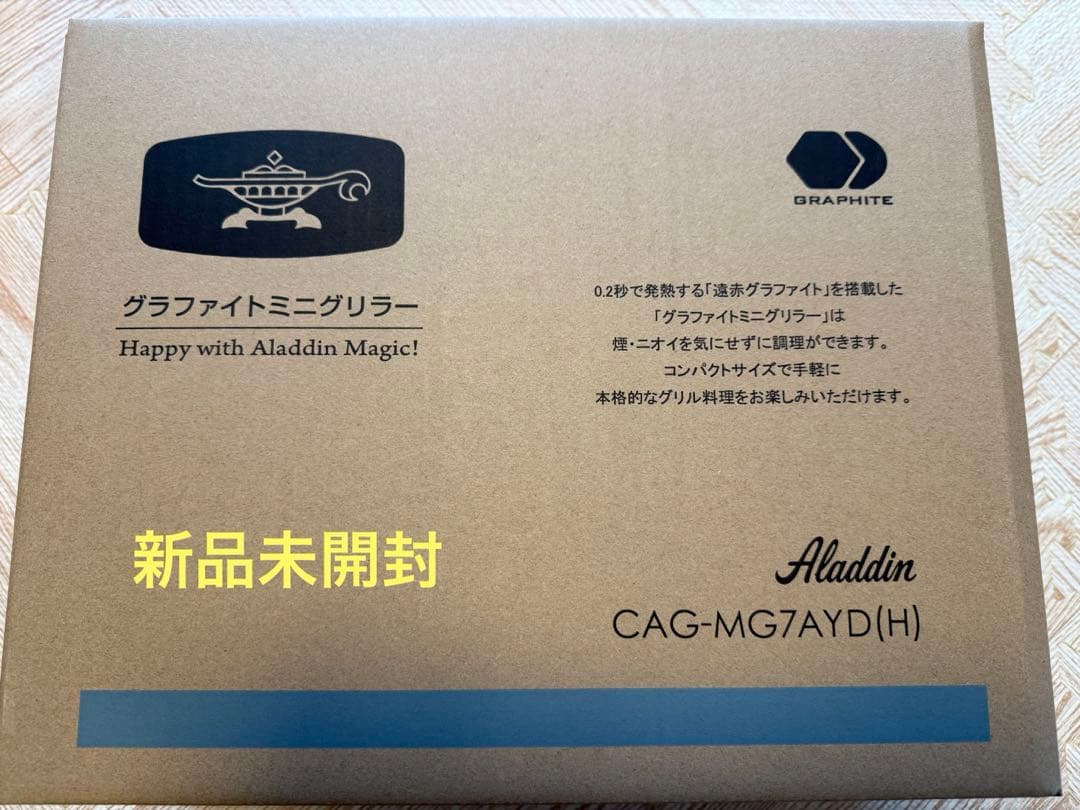 グラファイトミニグリラー
Happy with Aladdin Magic!
GRAPHITE
0.2秒で発熱する「遠赤グラファイト」を搭載した
「グラファイトミニグリラー」は
煙・ニオイを気にせずに調理ができます。
コンパクトサイズで手軽に
本格的なグリル料理をお楽しみいただけます。
新品未開封
Aladdin
CAG-MG7AYD(H)